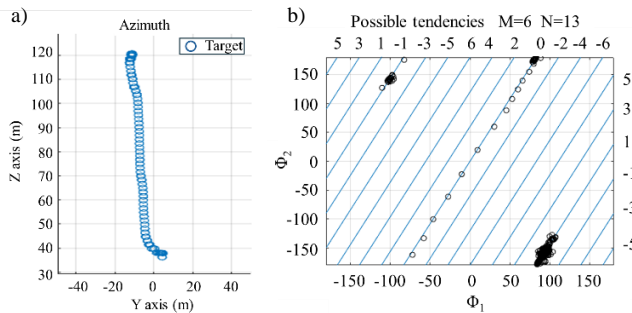 a)
Azimuth
Target
120
110
100
90
80
70
60
50
40
30
Z axis (m)
-40 -20 0 20 40
Y axis (m)
b)
Possible tendencies M=6 N=13
5 3 1 -1 -3 -5 6 4 2 0 -2 -4 -6
150
100
50
0
-50
-100
-150
Φ2
5
3
1
-1
-3
-5
-150 -100 -50 0 50 100 150
Φ1